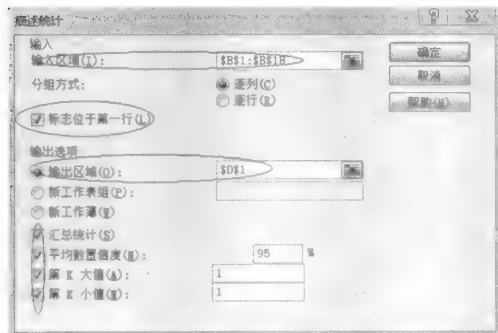 描述统计
输入
输入区域(I):
$B$1:$B$1H
确定
分组方式:
逐列(C)
取消
逐行(R)
帮助(H)
标志位于第一行(L)
输出选项
输出区域(O):
$D$1
新工作表组(P):
新工作薄(W)
汇总统计(S)
平均数置信度(N):
95
%
第 K 大值(A):
1
第 K 小值(M):
1